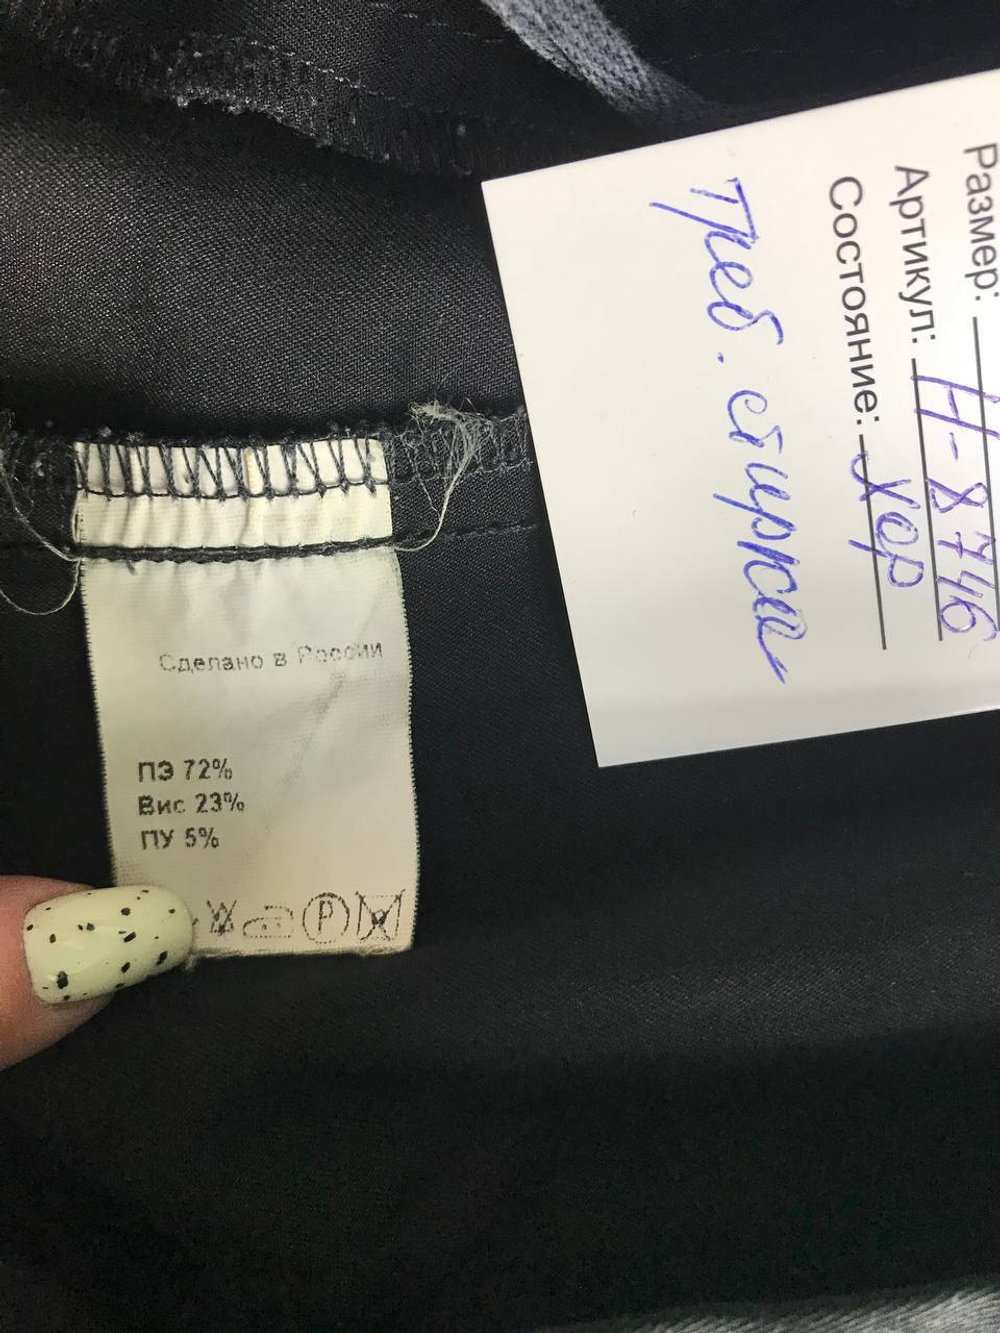 Сделано в России
ПЭ 72%
Вис 23%
ПУ 5%
P
Размер:
Артикул: Н-8746
Состояние: Хор
Треб. стирка